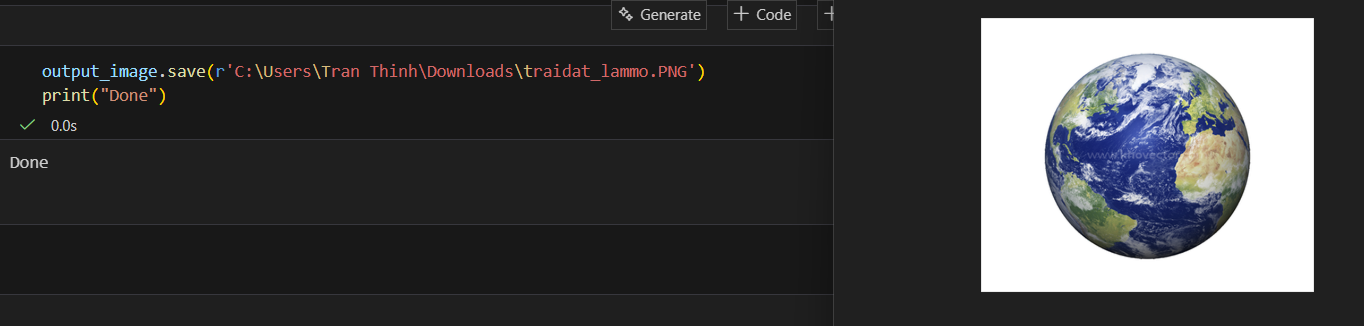 Generate
Code
output_image.save(r'C:\Users\Tran Thinh\Downloads\traidat_lammo.PNG')
print("Done")
0.0s
Done